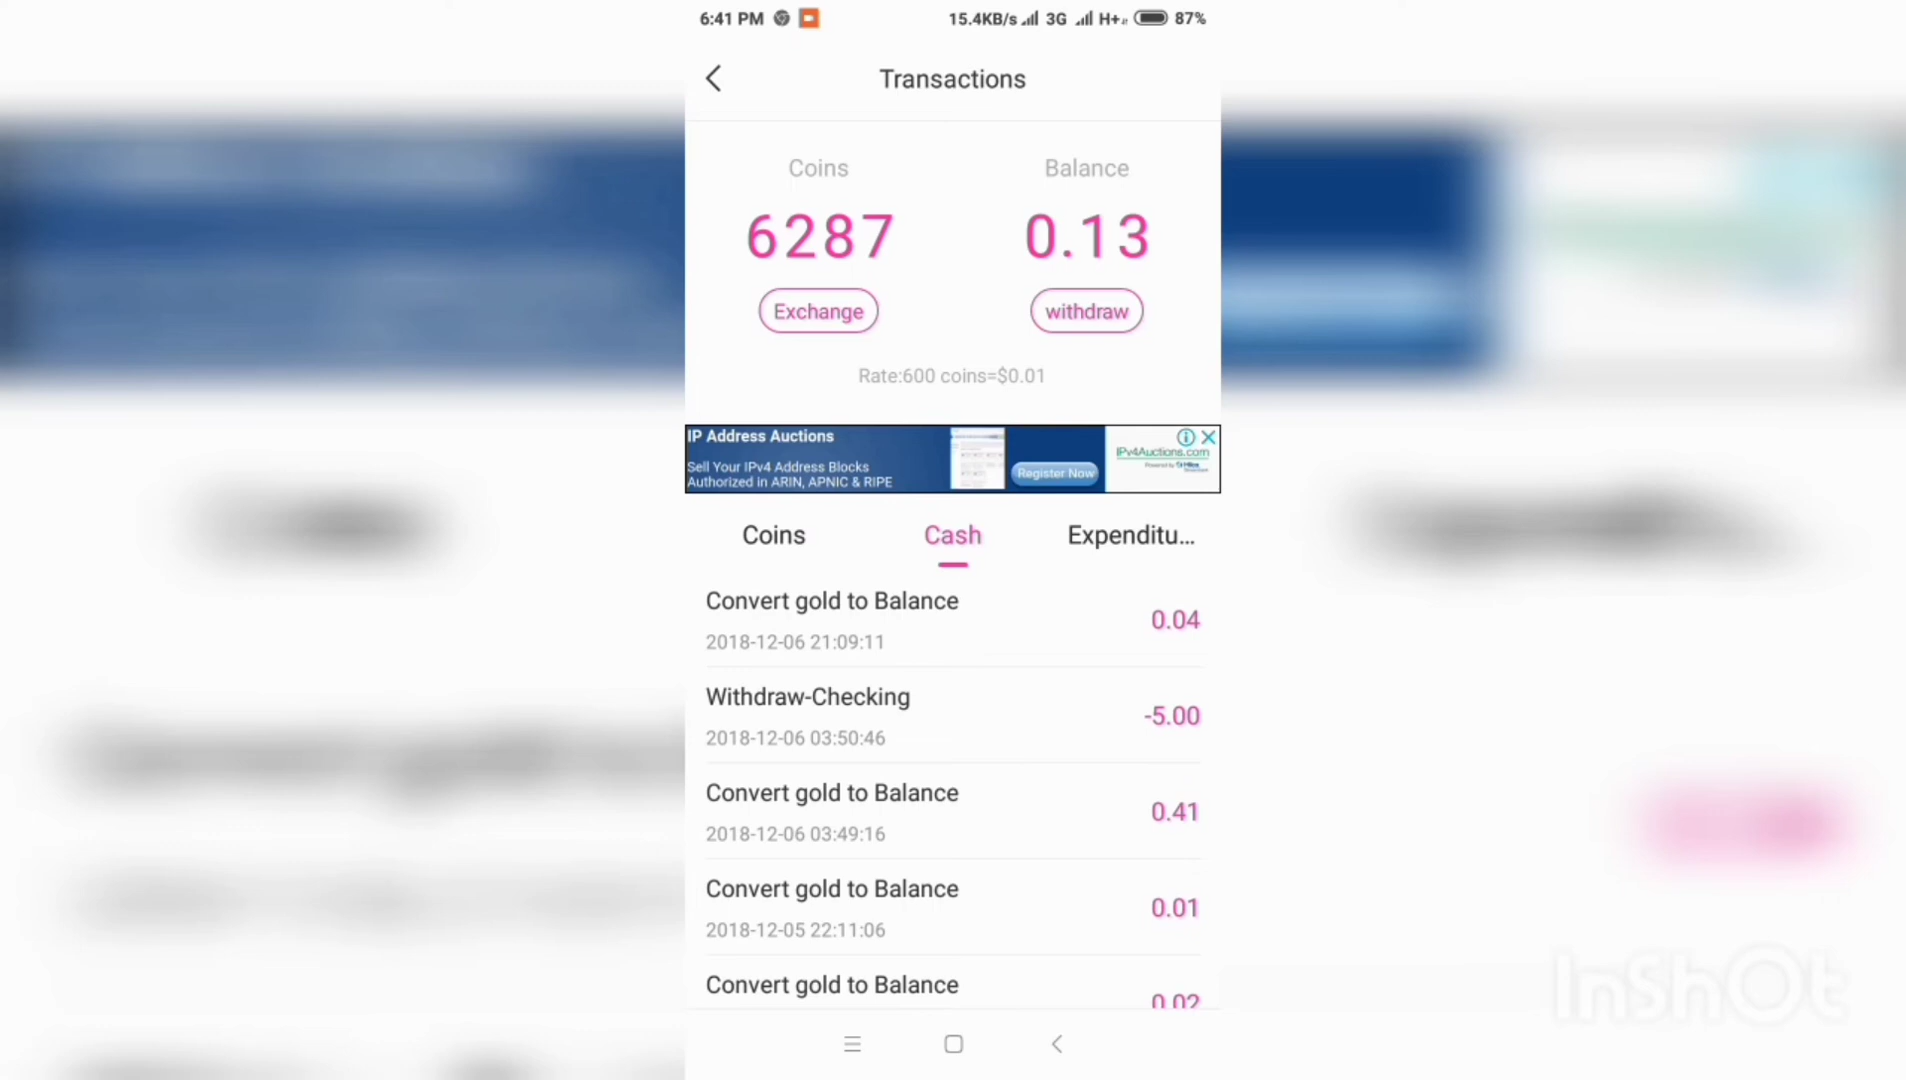 6:41 PM 15.4KB/s 3G H+ 87%
Transactions
Coins Balance
6287 0.13
Exchange withdraw
Rate:600 coins=$0.01
IP Address Auctions
Sell Your IPv4 Address Blocks
Authorized in ARIN, APNIC & RIPE
Register Now
IPv4Auctions.com
Powered by Hilco
Coins Cash Expenditu...
Convert gold to Balance 0.04
2018-12-06 21:09:11
Withdraw-Checking -5.00
2018-12-06 03:50:46
Convert gold to Balance 0.41
2018-12-06 03:49:16
Convert gold to Balance 0.01
2018-12-05 22:11:06
Convert gold to Balance 0.02
InShOt